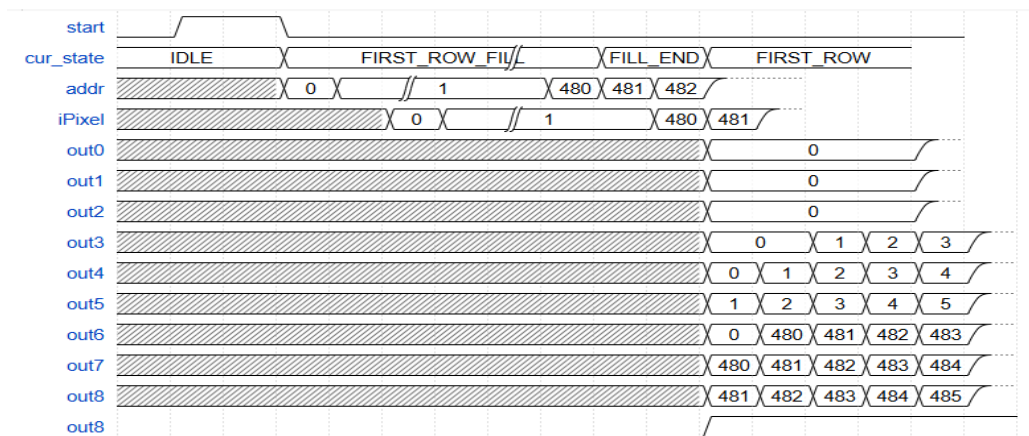 start
cur_state IDLE FIRST_ROW_FILL FILL_END FIRST_ROW
addr 0 1 480 481 482
iPixel 0 1 480 481
out0 0
out1 0
out2 0
out3 0 1 2 3
out4 0 1 2 3 4
out5 1 2 3 4 5
out6 0 480 481 482 483
out7 480 481 482 483 484
out8 481 482 483 484 485
out8